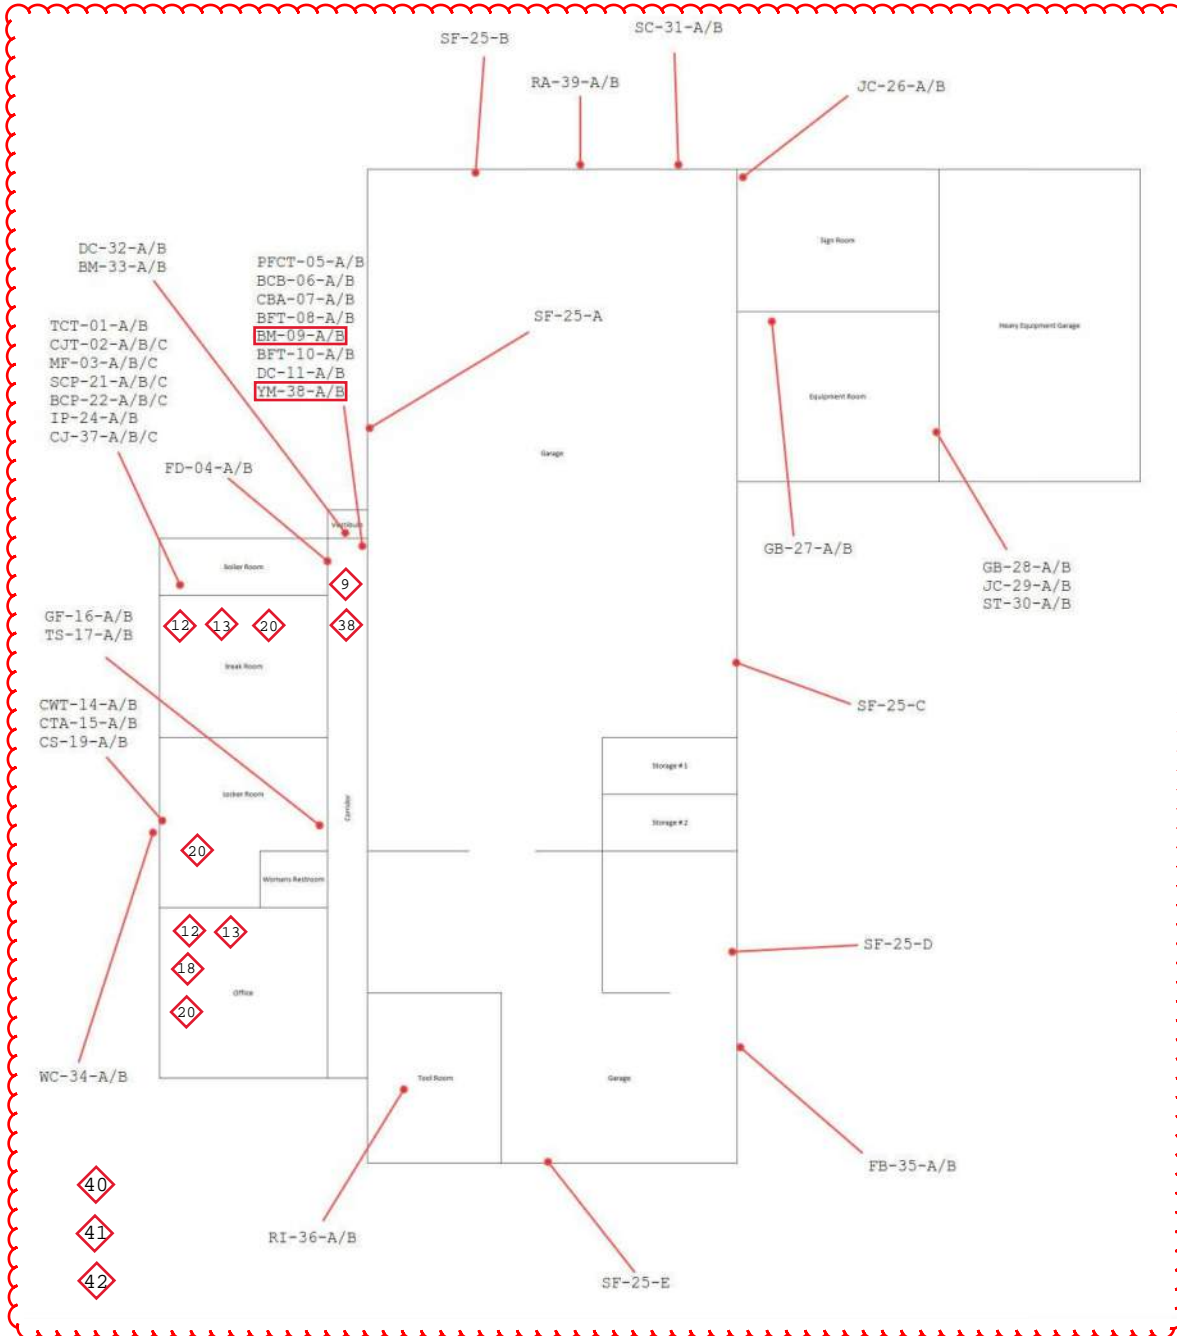 SC-31-A/B
SF-25-B
RA-39-A/B
JC-26-A/B
DC-32-A/B
BM-33-A/B
PFCT-05-A/B
BCB-06-A/B
CBA-07-A/B
BFT-08-A/B
BM-09-A/B
BFT-10-A/B
DC-11-A/B
YM-38-A/B
Sign Room
SF-25-A
Heavy Equipment Garage
TCT-01-A/B
CJT-02-A/B/C
MF-03-A/B/C
SCP-21-A/B/C
BCP-22-A/B/C
IP-24-A/B
CJ-37-A/B/C
Equipment Room
Garage
FD-04-A/B
Vestibule
GB-27-A/B
Boiler Room
GB-28-A/B
JC-29-A/B
ST-30-A/B
9
GF-16-A/B
TS-17-A/B
12
13
20
38
Break Room
CWT-14-A/B
CTA-15-A/B
CS-19-A/B
SF-25-C
Storage #1
Locker Room
Corridor
Storage #2
20
Womens Restroom
12
13
SF-25-D
18
Office
20
WC-34-A/B
Tool Room
Garage
FB-35-A/B
40
41
RI-36-A/B
42
SF-25-E